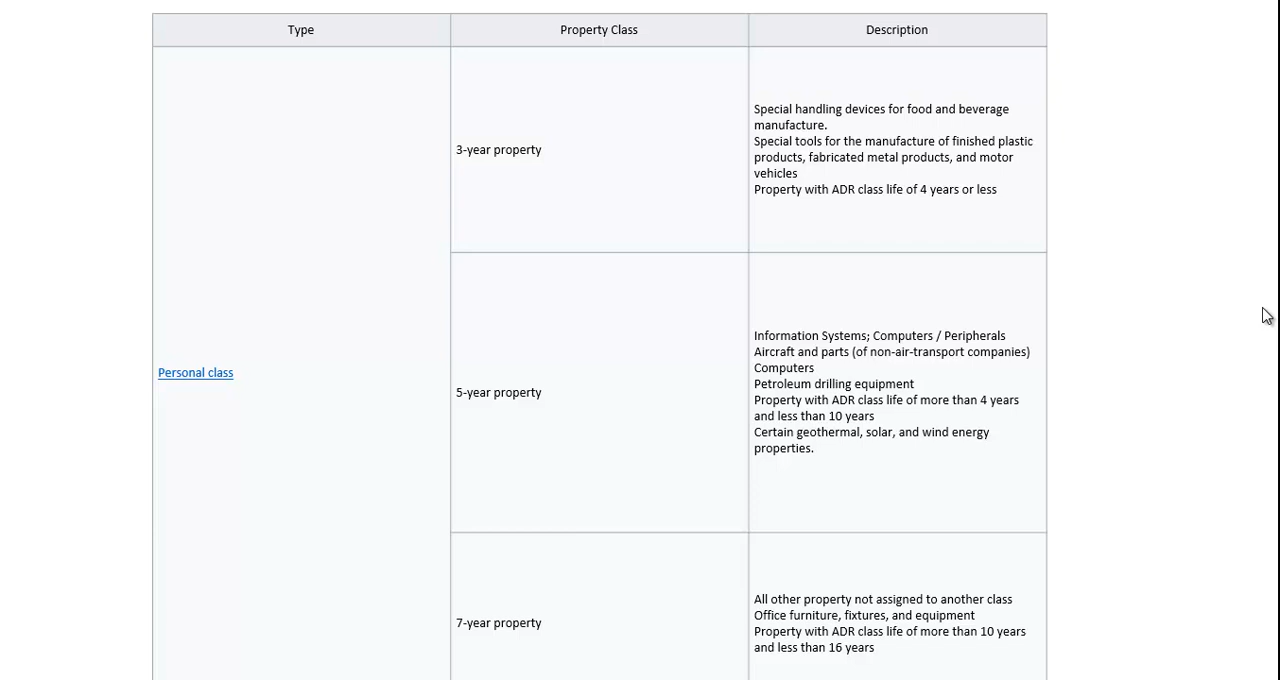 Type
Property Class
Description
Personal class
3-year property
Special handling devices for food and beverage
manufacture.
Special tools for the manufacture of finished plastic
products, fabricated metal products, and motor
vehicles
Property with ADR class life of 4 years or less
5-year property
Information Systems; Computers / Peripherals
Aircraft and parts (of non-air-transport companies)
Computers
Petroleum drilling equipment
Property with ADR class life of more than 4 years
and less than 10 years
Certain geothermal, solar, and wind energy
properties.
7-year property
All other property not assigned to another class
Office furniture, fixtures, and equipment
Property with ADR class life of more than 10 years
and less than 16 years